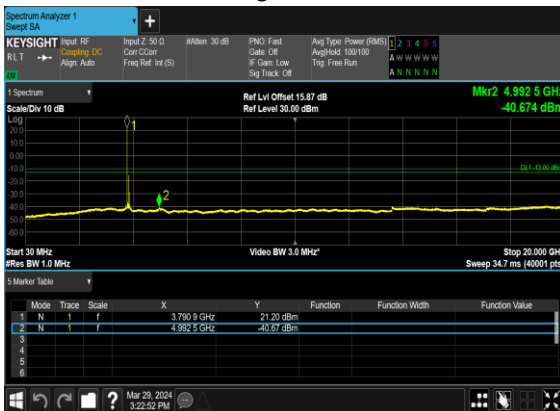 Spectrum Analyzer 1
Swept SA
KEYSIGHT Input: RF Input Z: 50 Ω #Atten: 30 dB PNO: Fast Avg Type: Power (RMS) 1 2 3 4 5 6
RLT Coupling: DC Corr CCorr Gate: Off Avg|Hold: 100/100 A W W W W W
Align: Auto Freq Ref: Int (S) IF Gain: Low Trig: Free Run
LV Sig Track: Off A N N N N N
1 Spectrum Ref Lvl Offset 15.87 dB Mkr2 4.992 5 GHz
Scale/Div 10 dB Ref Level 30.00 dBm -40.674 dBm
Log
20.0
10.0
0.00
-10.0
DL1 -13.00 dBm
-20.0
-30.0
-40.0
-50.0
-60.0
1
2
Start 30 MHz Video BW 3.0 MHz* Stop 20.000 GHz
#Res BW 1.0 MHz Sweep 34.7 ms (40001 pts)
5 Marker Table
Mode Trace Scale X Y Function Function Width Function Value
1 N 1 f 3.790 9 GHz 21.20 dBm
2 N 1 f 4.992 5 GHz -40.67 dBm
3
4
5
6
? Mar 29, 2024
3:22:52 PM